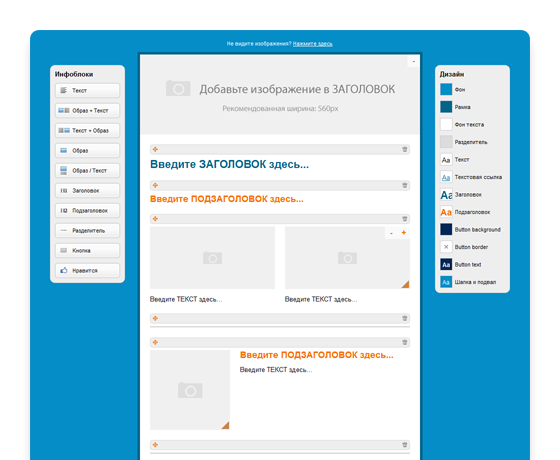 Не видите изображения? Нажмите здесь
Инфоблоки
Текст
Образ + Текст
Текст + Образ
Образ
Образ / Текст
H1 Заголовок
H2 Подзаголовок
Разделитель
Кнопка
Нравится
-
Добавьте изображение в ЗАГОЛОВОК
Рекомендованная ширина: 560px
Введите ЗАГОЛОВОК здесь...
Введите ПОДЗАГОЛОВОК здесь...
- +
Введите ТЕКСТ здесь... Введите ТЕКСТ здесь...
Введите ПОДЗАГОЛОВОК здесь...
Введите ТЕКСТ здесь...
Дизайн
Фон
Рамка
Фон текста
Разделитель
Aa Текст
Aa Текстовая ссылка
Aa Заголовок
Aa Подзаголовок
Button background
Button border
Aa Button text
Aa Шапка и подвал